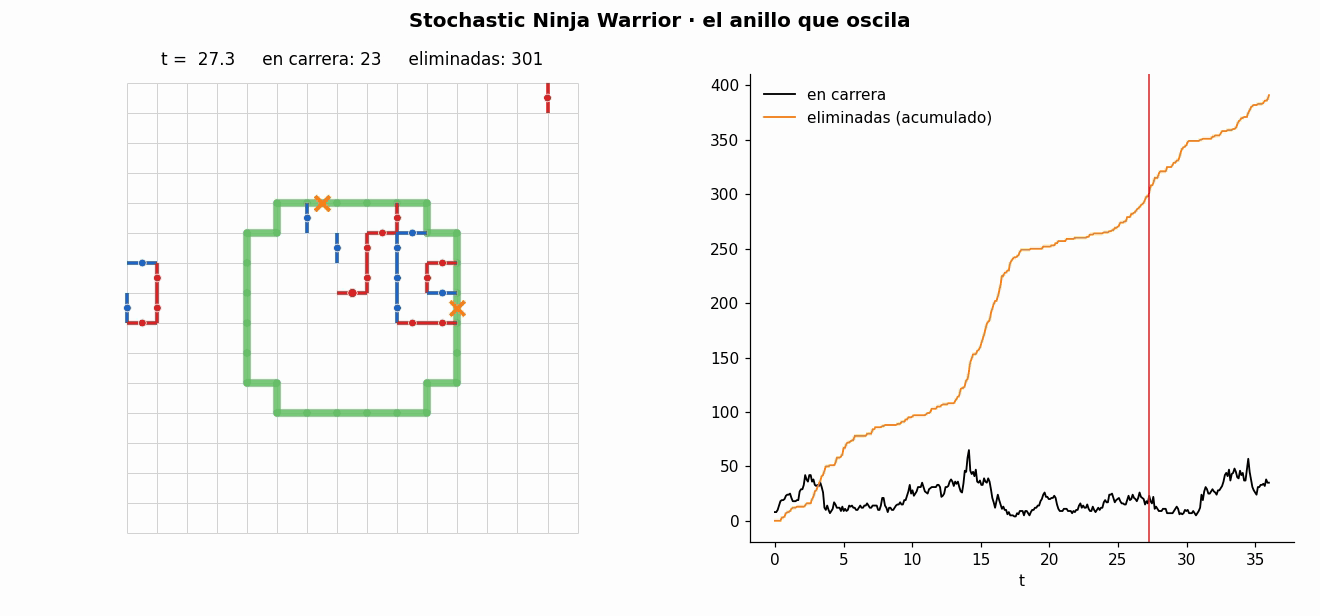 Stochastic Ninja Warrior · el anillo que oscila
t =  27.3     en carrera: 23     eliminadas: 301
en carrera
eliminadas (acumulado)
400
350
300
250
200
150
100
50
0
0 5 10 15 20 25 30 35
t